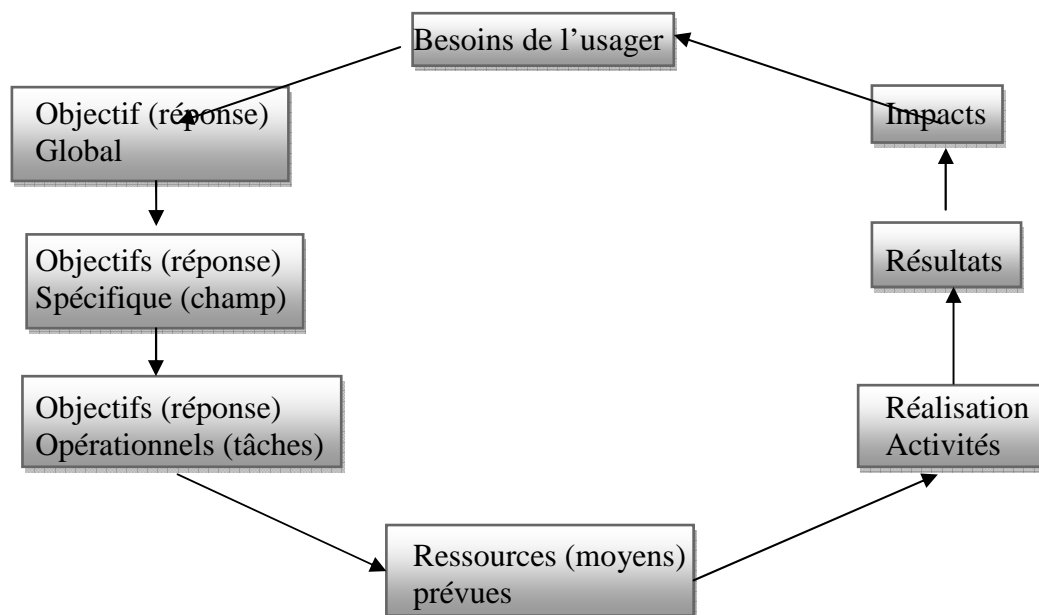 Besoins de l’usager
Objectif (réponse)
Global
Impacts
Objectifs (réponse)
Spécifique (champ)
Résultats
Objectifs (réponse)
Opérationnels (tâches)
Réalisation
Activités
Ressources (moyens)
prévues